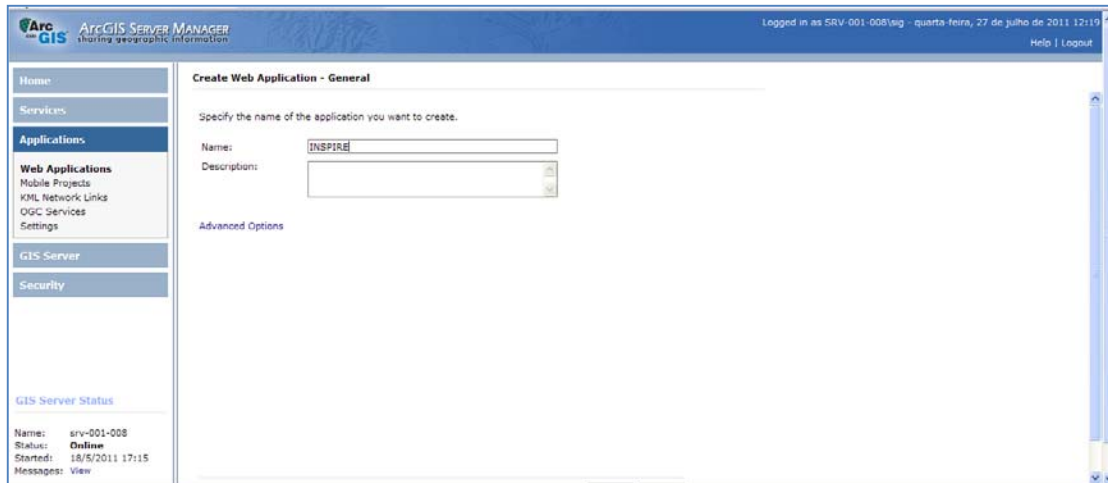 Arc GIS ArcGIS Server Manager
sharing geographic information
Logged in as SRV-001-008\sig - quarta-feira, 27 de julho de 2011 12:19
Help | Logout
Home
Services
Applications
Web Applications
Mobile Projects
KML Network Links
OGC Services
Settings
GIS Server
Security
GIS Server Status
Name: srv-001-008
Status: Online
Started: 18/5/2011 17:15
Messages: View
Create Web Application - General
Specify the name of the application you want to create.
Name: INSPIRE
Description:
Advanced Options